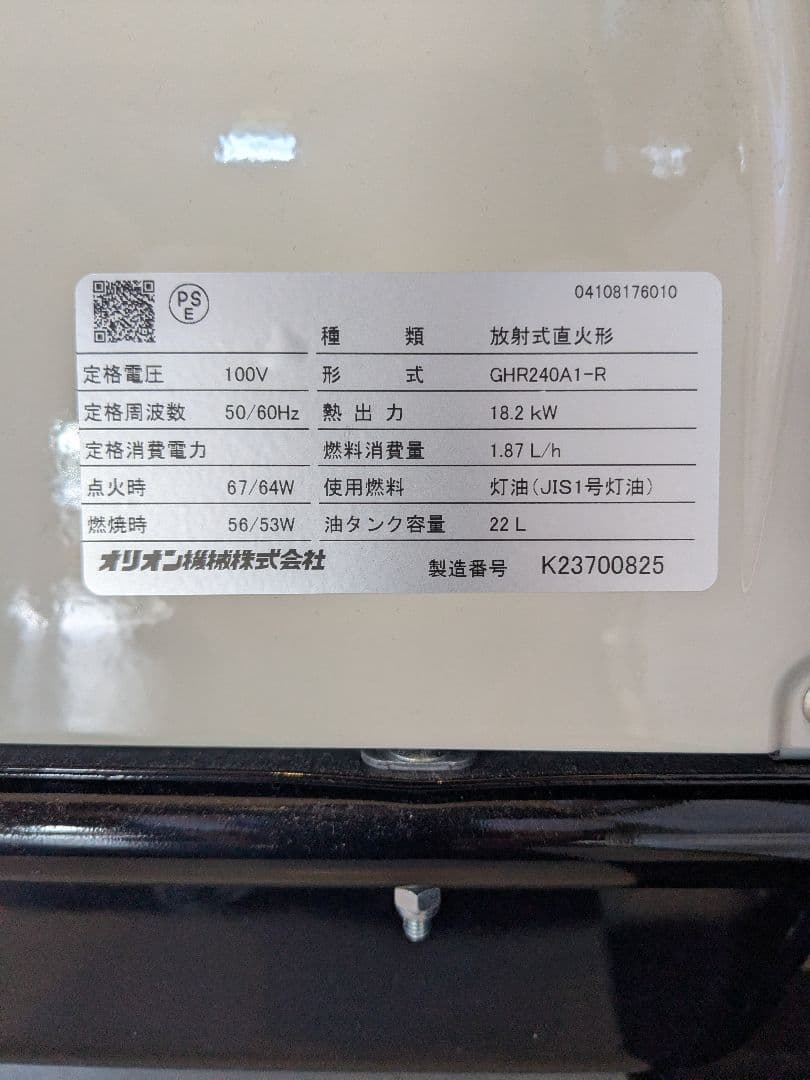 PS
E
04108176010
種類 放射式直火形
定格電圧 100V 形式 GHR240A1-R
定格周波数 50/60Hz 熱出力 18.2 kW
定格消費電力 燃料消費量 1.87 L/h
点火時 67/64W 使用燃料 灯油(JIS1号灯油)
燃焼時 56/53W 油タンク容量 22 L
オリオン機械株式会社 製造番号 K23700825